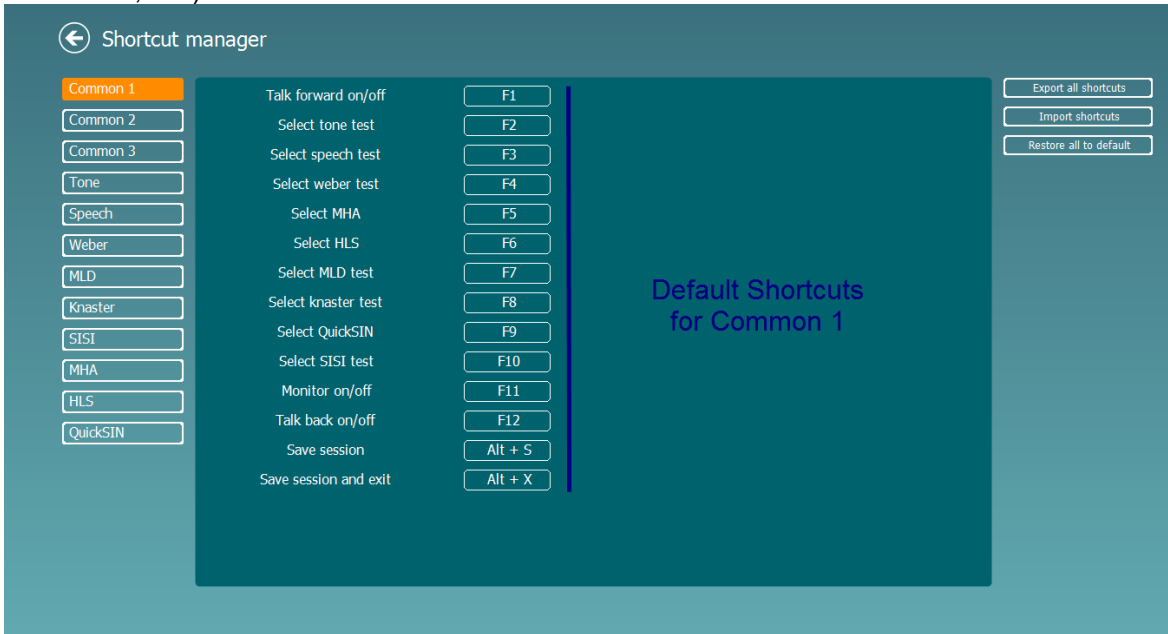 Shortcut manager
Common 1
Common 2
Common 3
Tone
Speech
Weber
MLD
Knaster
SISI
MHA
HLS
QuickSIN
Talk forward on/off F1
Select tone test F2
Select speech test F3
Select weber test F4
Select MHA F5
Select HLS F6
Select MLD test F7
Select knaster test F8
Select QuickSIN F9
Select SISI test F10
Monitor on/off F11
Talk back on/off F12
Save session Alt + S
Save session and exit Alt + X
Default Shortcuts
for Common 1
Export all shortcuts
Import shortcuts
Restore all to default